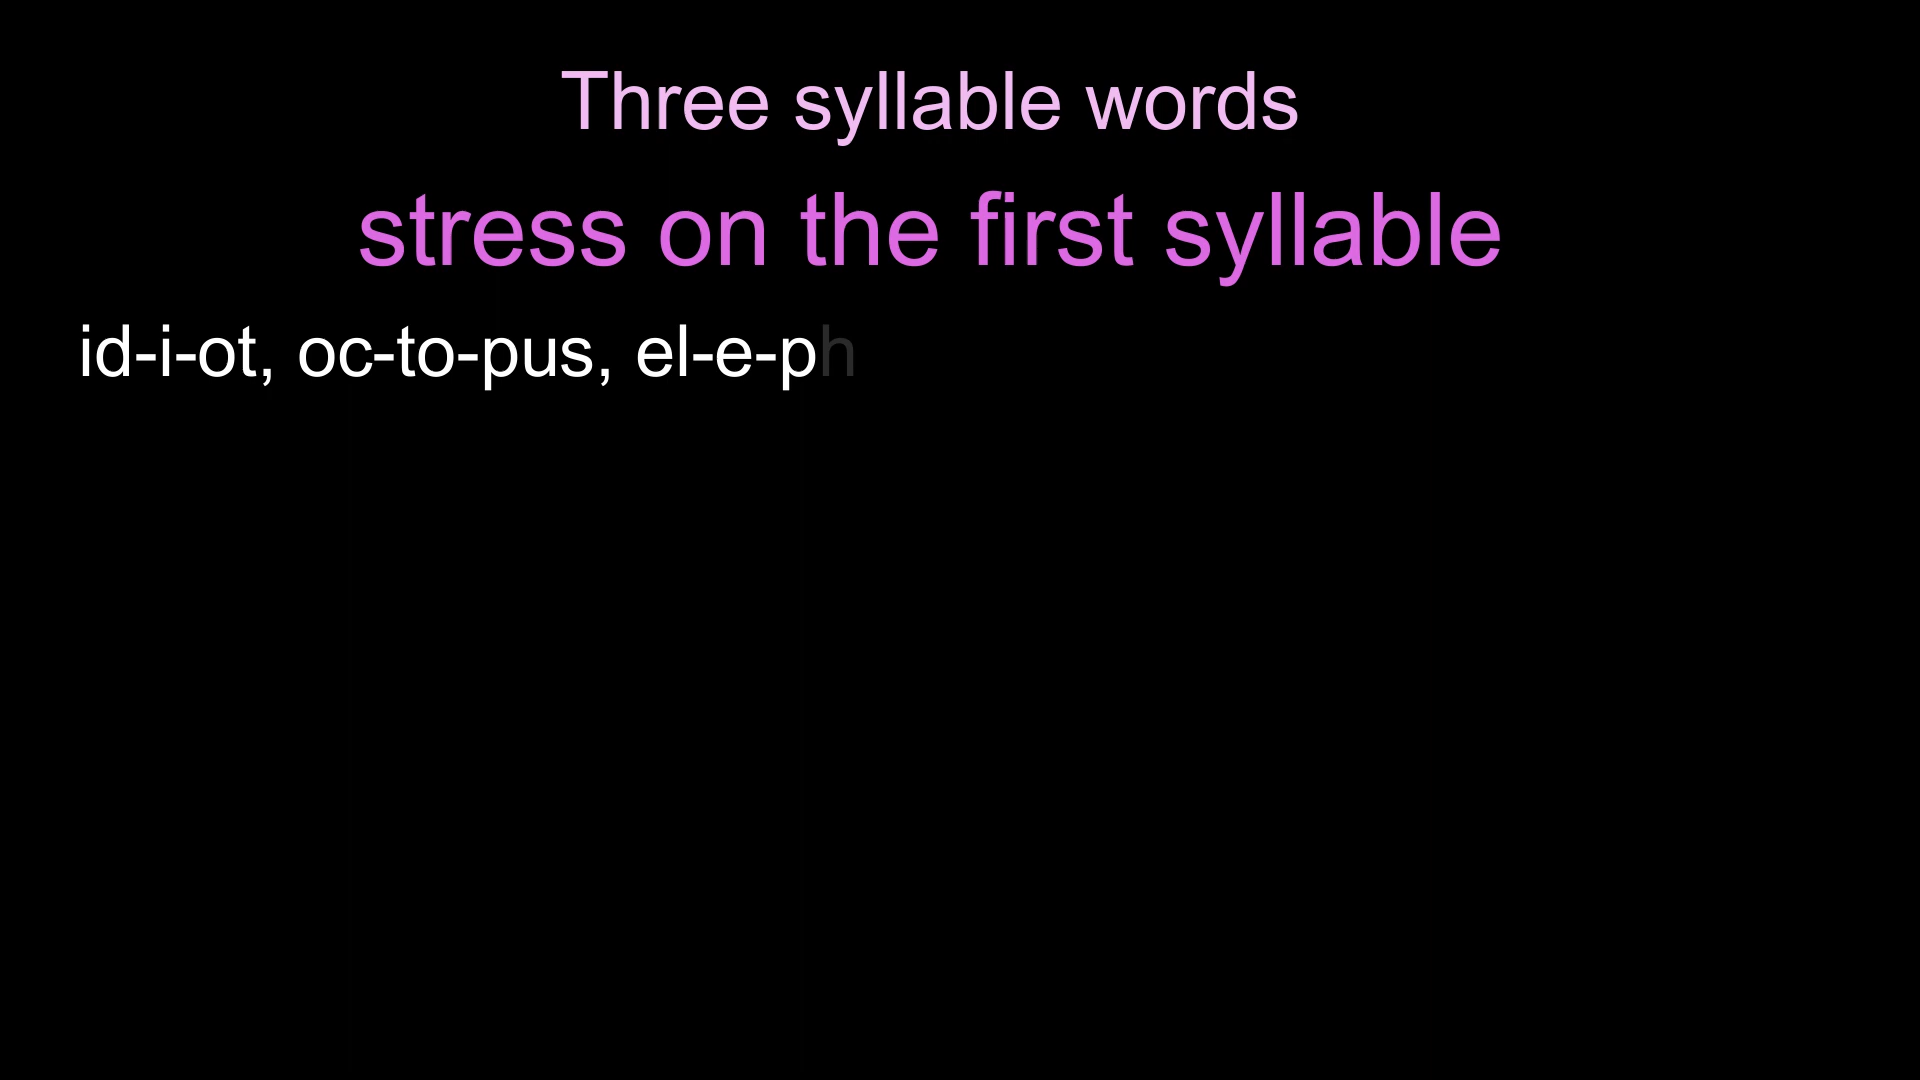 Three syllable words
stress on the first syllable
id-i-ot, oc-to-pus, el-e-ph